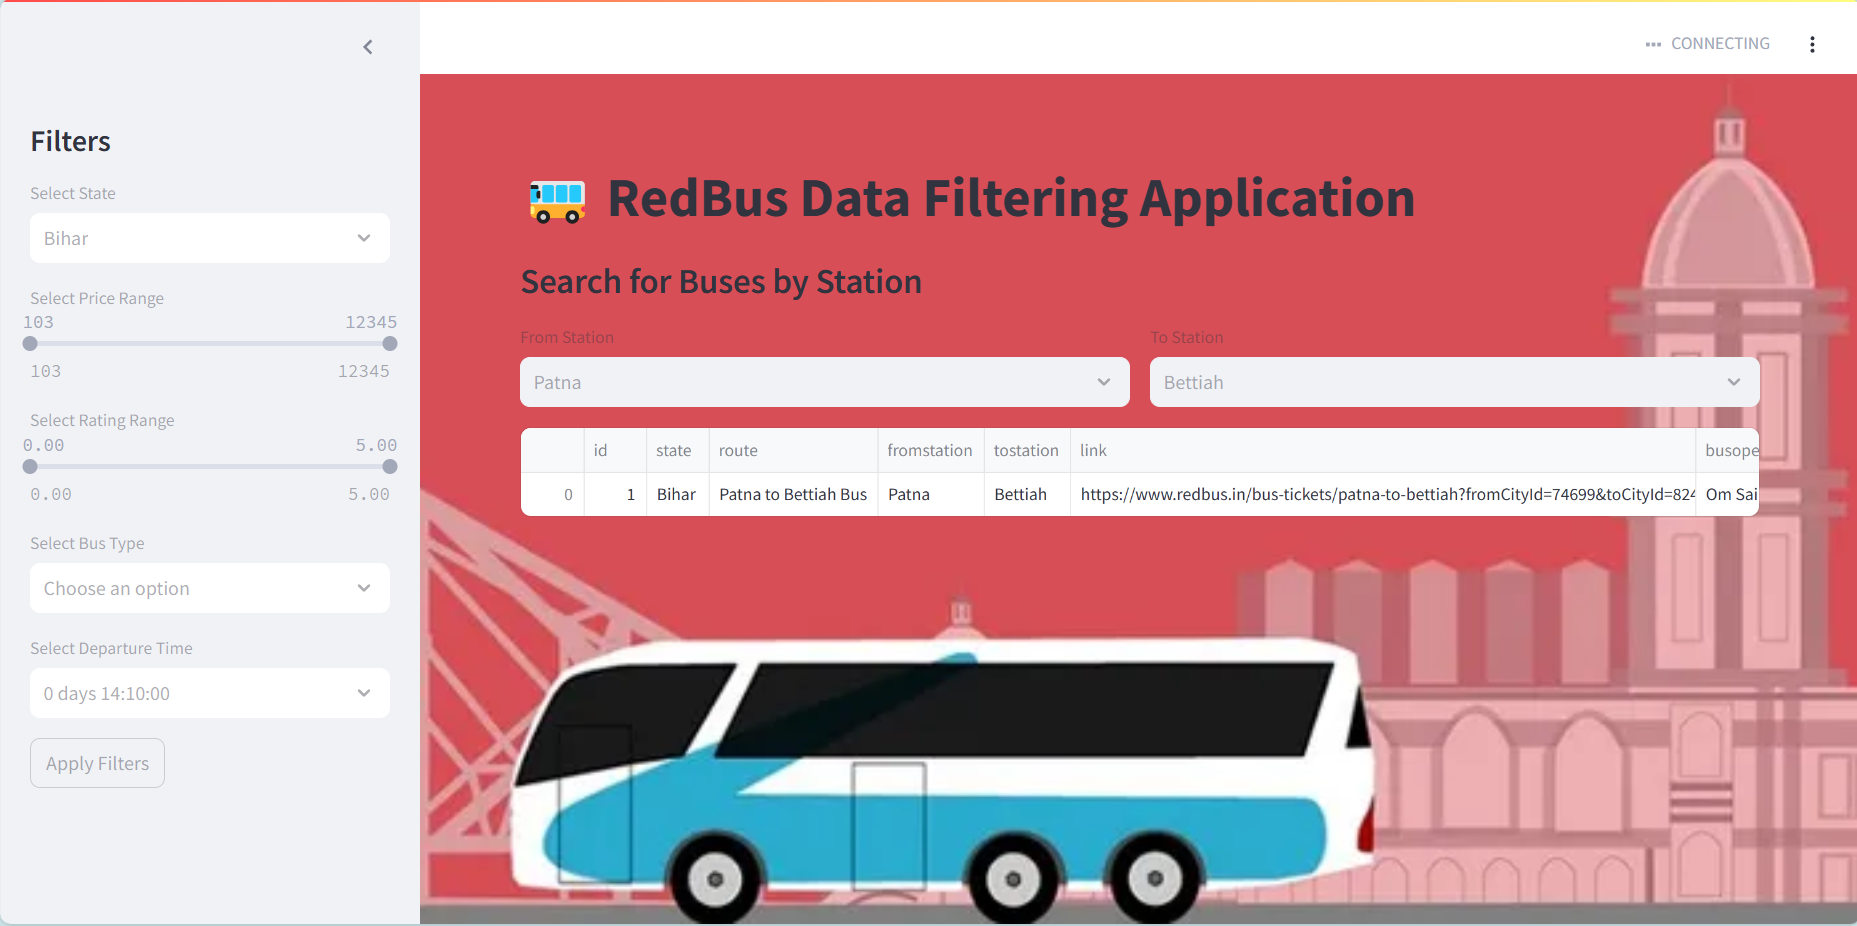 CONNECTING
Filters
Select State
Bihar
Select Price Range
103 12345
103 12345
Select Rating Range
0.00 5.00
0.00 5.00
Select Bus Type
Choose an option
Select Departure Time
0 days 14:10:00
Apply Filters
RedBus Data Filtering Application
Search for Buses by Station
From Station To Station
Patna Bettiah
id state route fromstation tostation link busope
0 1 Bihar Patna to Bettiah Bus Patna Bettiah https://www.redbus.in/bus-tickets/patna-to-bettiah?fromCityId=74699&toCityId=824 Om Sai